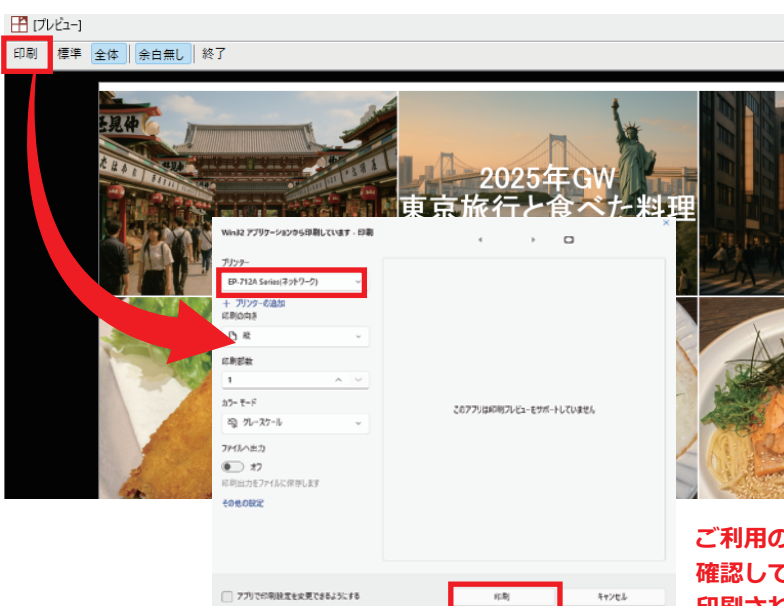 [プレビュー]
印刷 標準 全体 余白無し 終了
2025年GW
東京旅行と食べた料理
Win32 アプリケーションから印刷しています - 印刷
プリンター
EP-712A Series(ネットワーク)
+ プリンターの追加
印刷の向き
縦
印刷部数
1
カラー モード
グレースケール
このアプリは印刷プレビューをサポートしていません
ファイルへ出力
オフ
印刷出力をファイルに保存します
その他の設定
ご利用の
確認して
印刷され
アプリで印刷設定を変更できるようにする
印刷 キャンセル